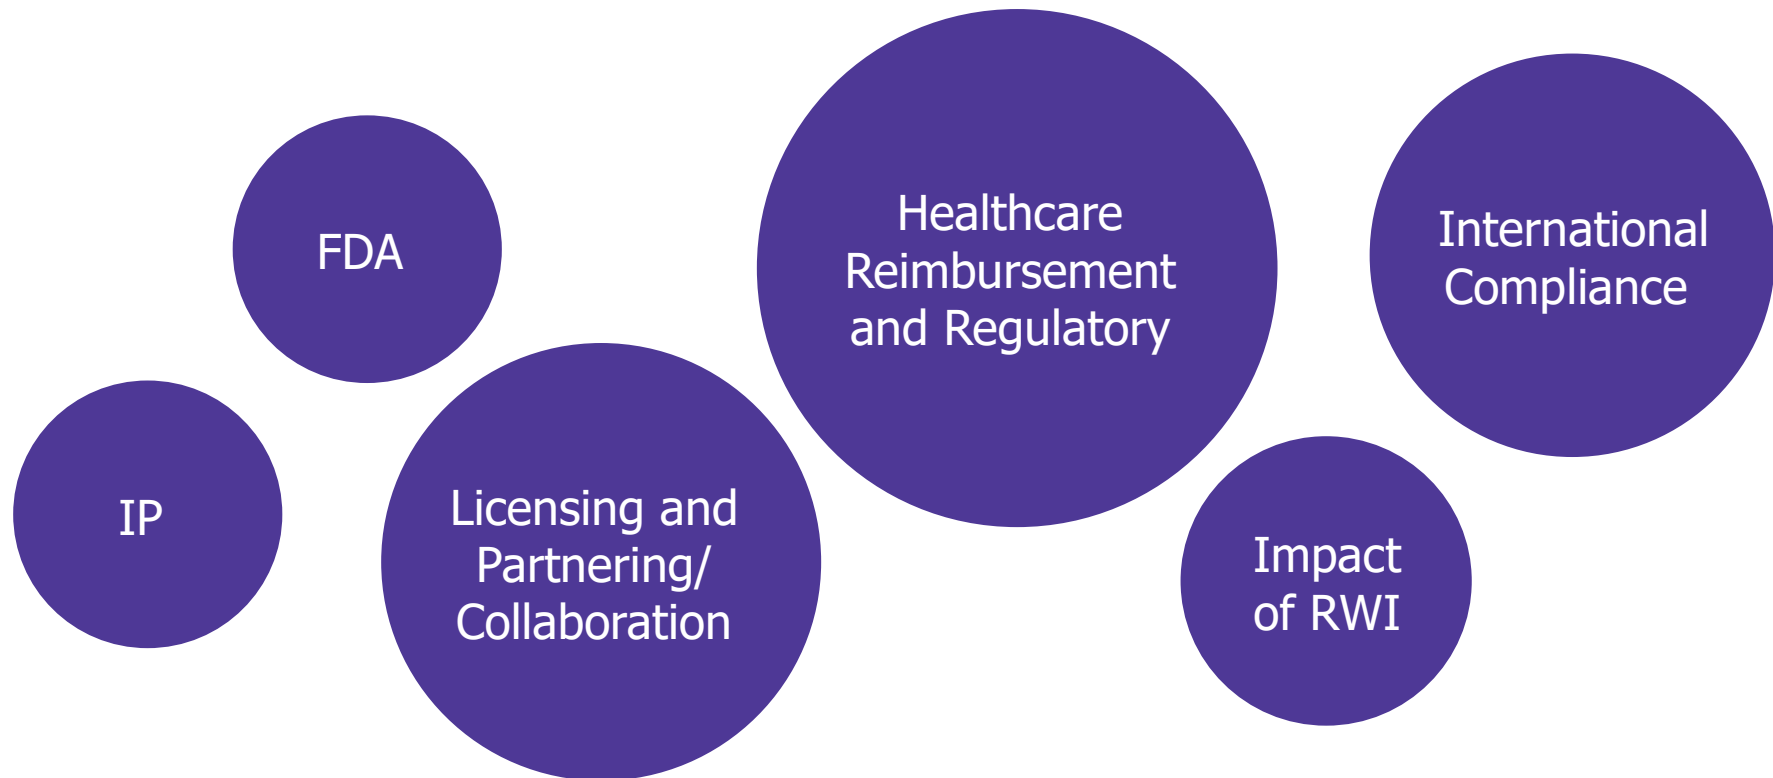 FDA
IP
Licensing and
Partnering/
Collaboration
Healthcare
Reimbursement
and Regulatory
Impact
of RWI
International
Compliance